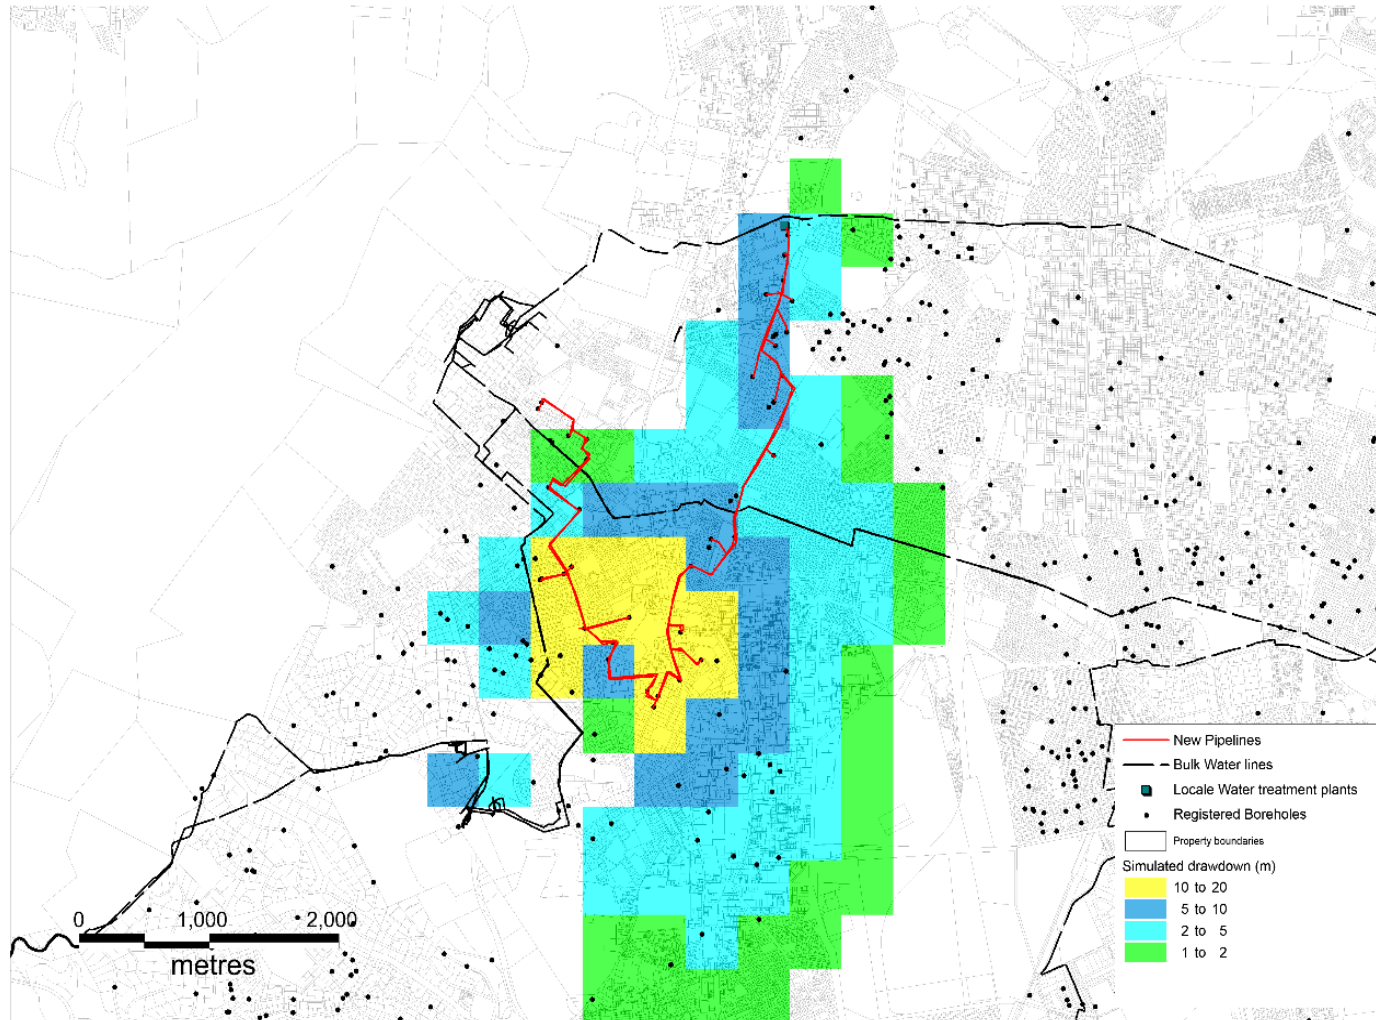 New Pipelines
Bulk Water lines
Locale Water treatment plants
Registered Boreholes
Property boundaries
Simulated drawdown (m)
10 to 20
5 to 10
2 to 5
1 to 2
0 1,000 2,000
metres